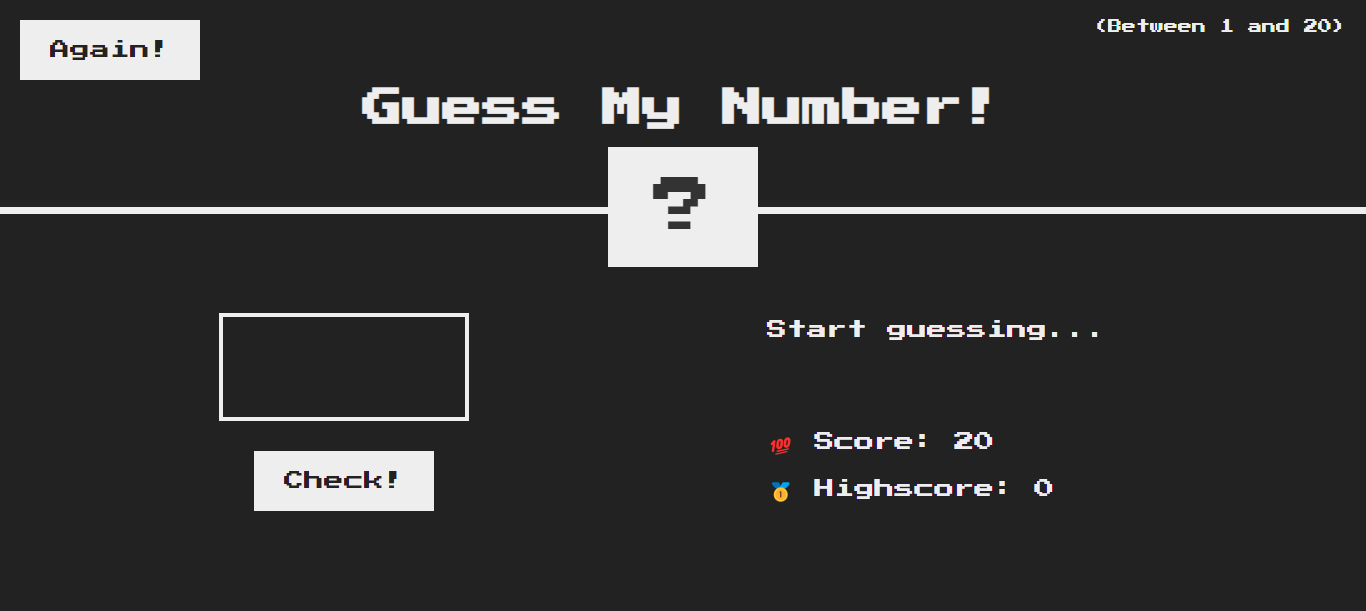 Again!
(Between 1 and 20)
Guess My Number!
?
Start guessing...
Check!
💯 Score: 20
🥇 Highscore: 0